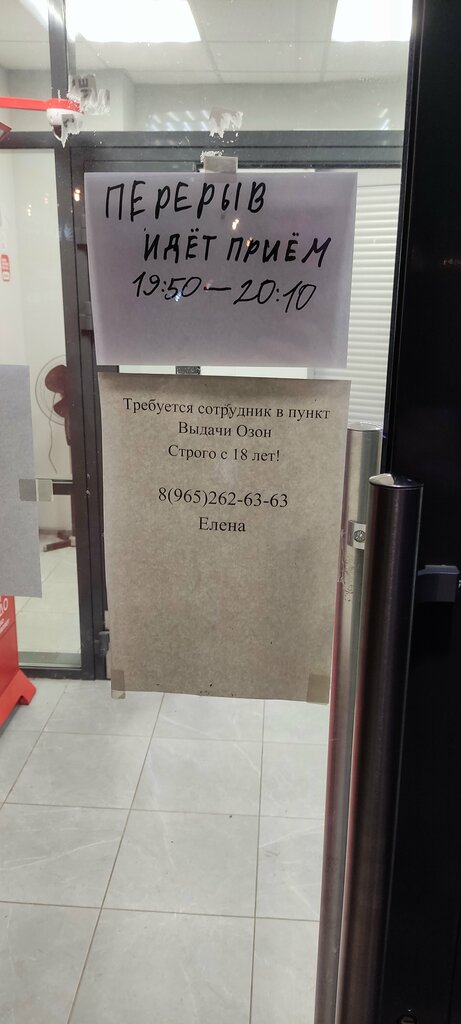 ПЕРЕРЫВ
ИДЁТ ПРИЁМ
19:50 — 20:10
Требуется сотрудник в пункт
Выдачи Озон
Строго с 18 лет!
8(965)262-63-63
Елена